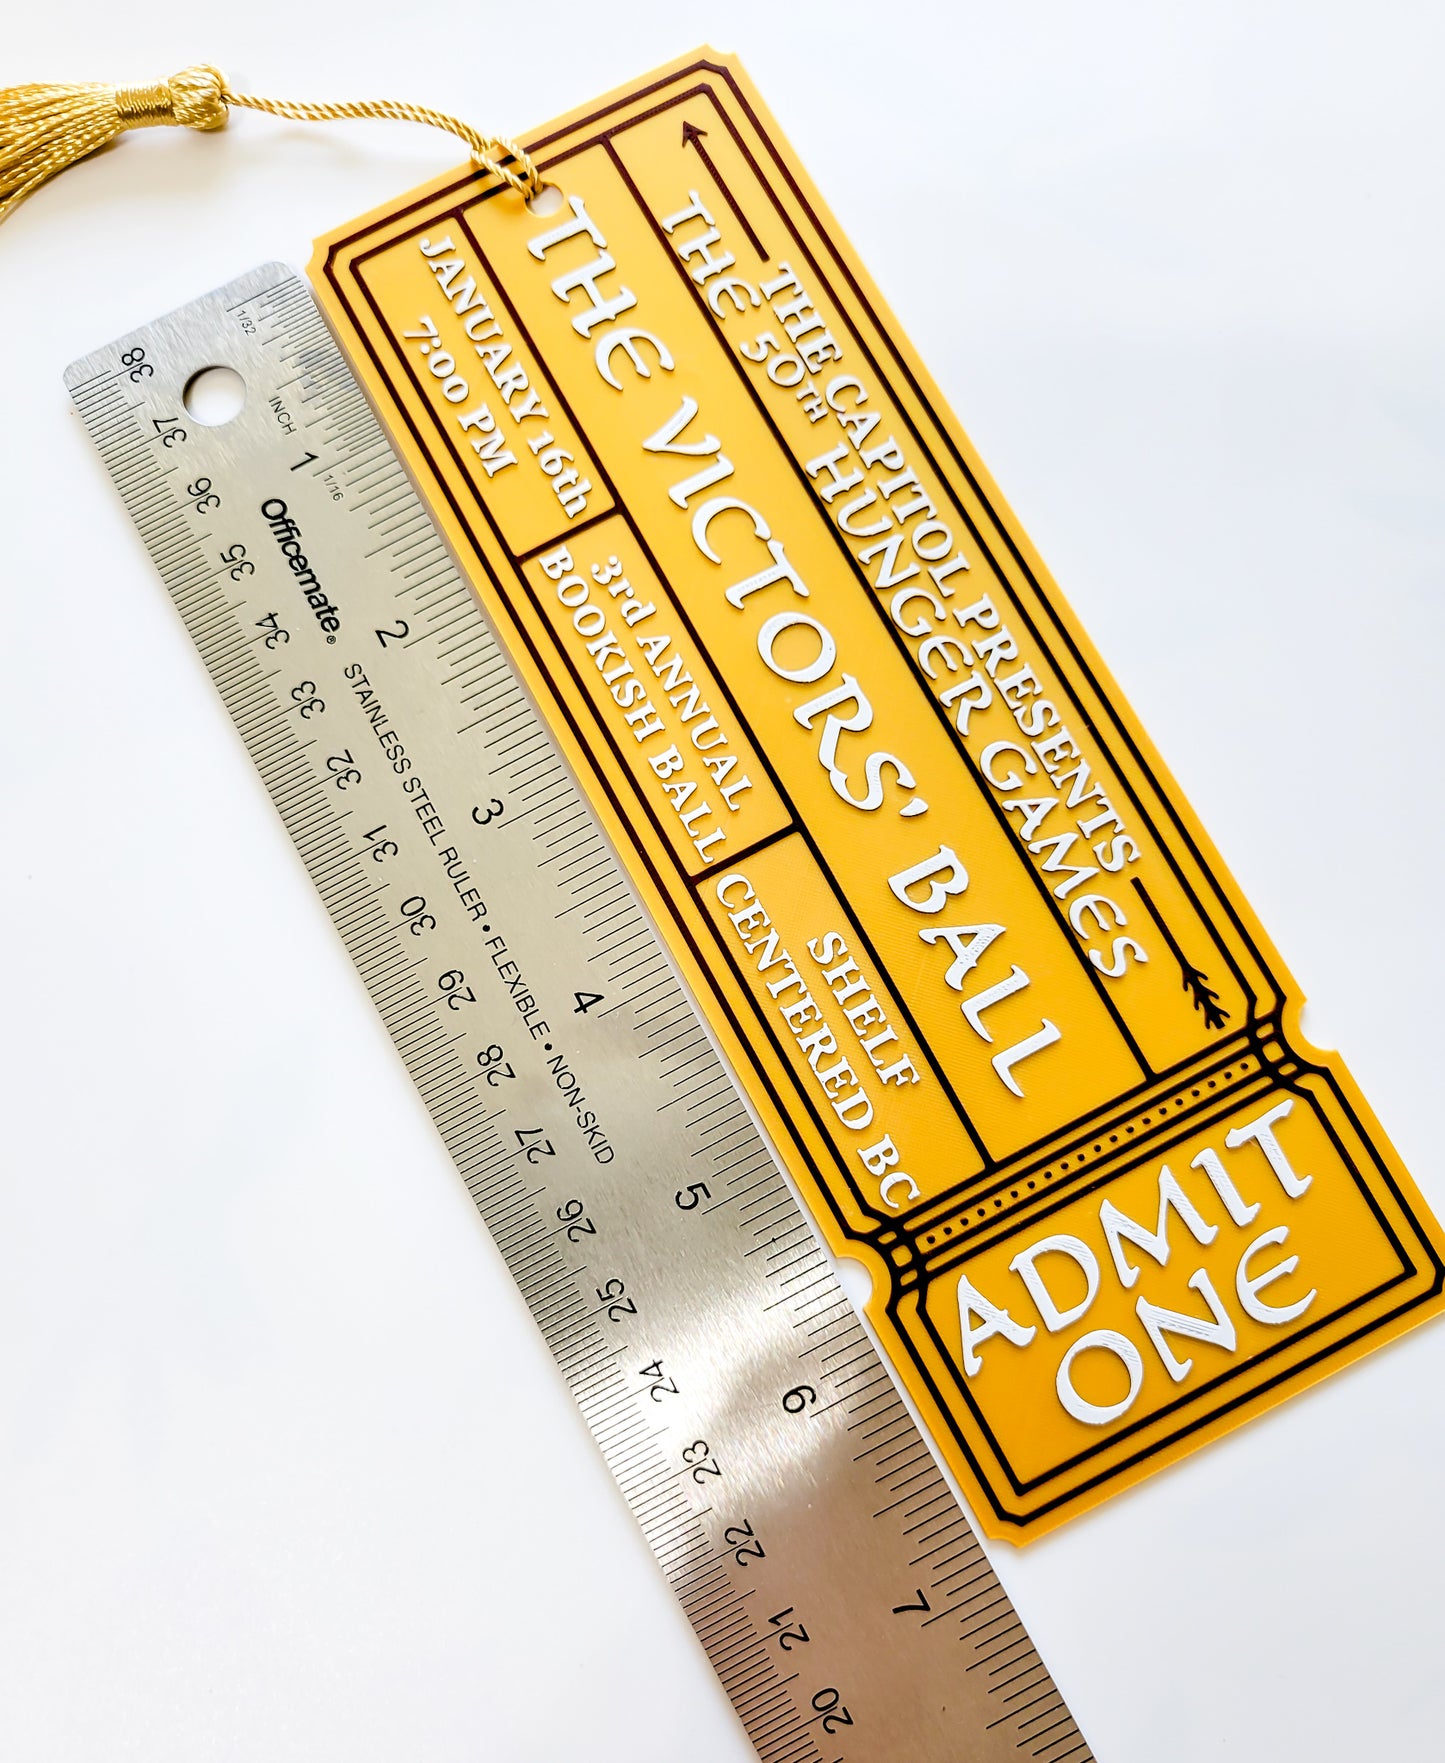 THE CAPITOL PRESENTS
THE 50TH HUNGER GAMES
THE VICTORS' BALL
JANUARY 16th
7:00 PM
3rd ANNUAL
BOOKISH BALL
SHELF
CENTERED BC
ADMIT
ONE
1/32
INCH
1/16
1 2 3 4 5 6 7
Officemate®
STAINLESS STEEL RULER • FLEXIBLE • NON-SKID
38 37 36 35 34 33 32 31 30 29 28 27 26 25 24 23 22 21 20